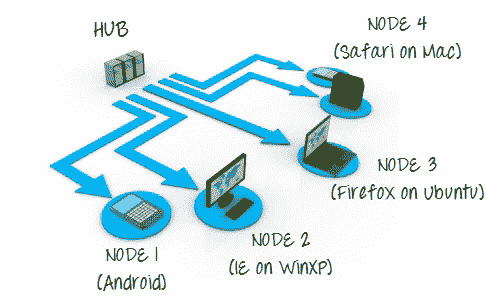 HUB
NODE 4
(Safari on Mac)
NODE 3
(Firefox on Ubuntu)
NODE 2
(IE on WinXP)
NODE 1
(Android)